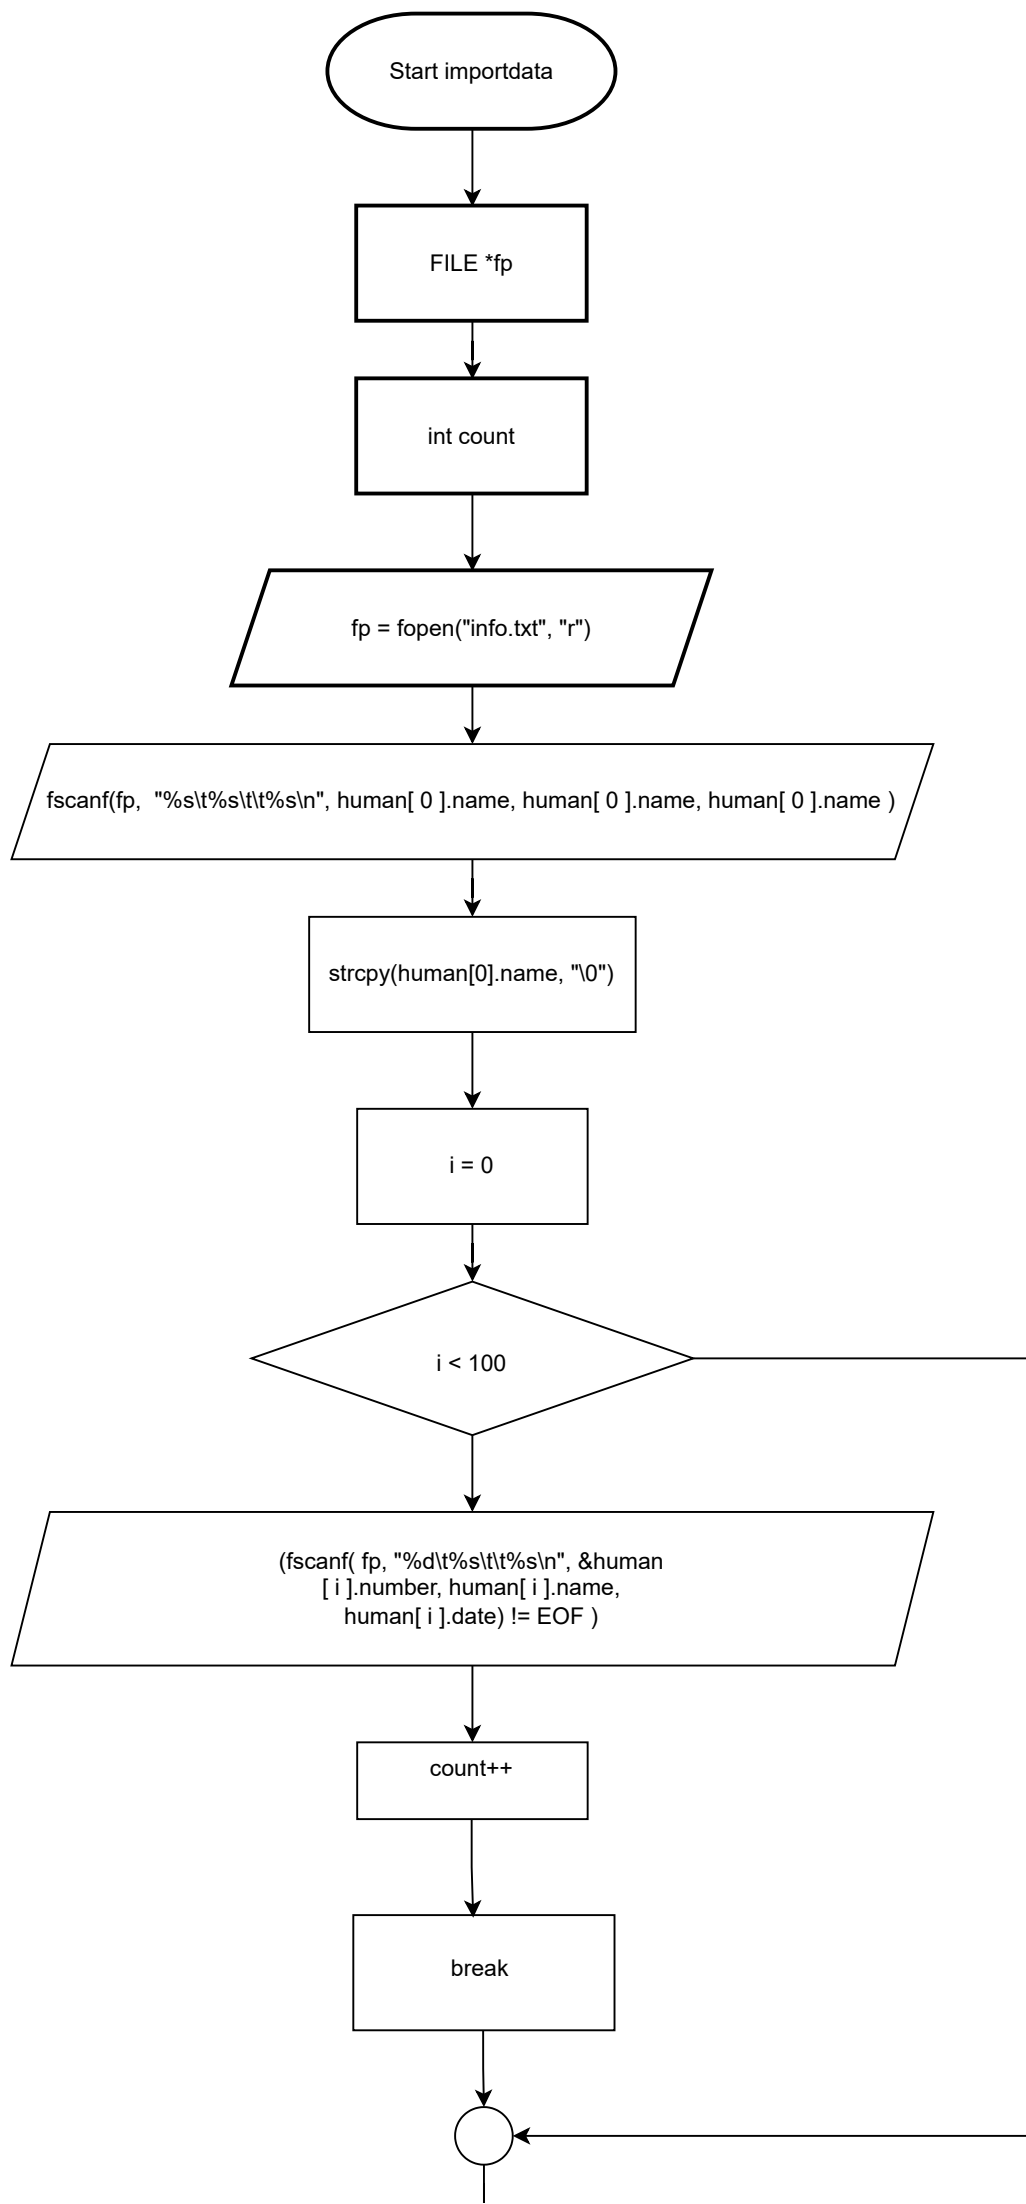 Start importdata
FILE *fp
int count
fp = fopen("info.txt", "r")
fscanf(fp,  "%s\t%s\t\t%s\n", human[ 0 ].name, human[ 0 ].name, human[ 0 ].name )
strcpy(human[0].name, "\0")
i = 0
i < 100
(fscanf( fp, "%d\t%s\t\t%s\n", &human
[ i ].number, human[ i ].name,
human[ i ].date) != EOF )
count++
break